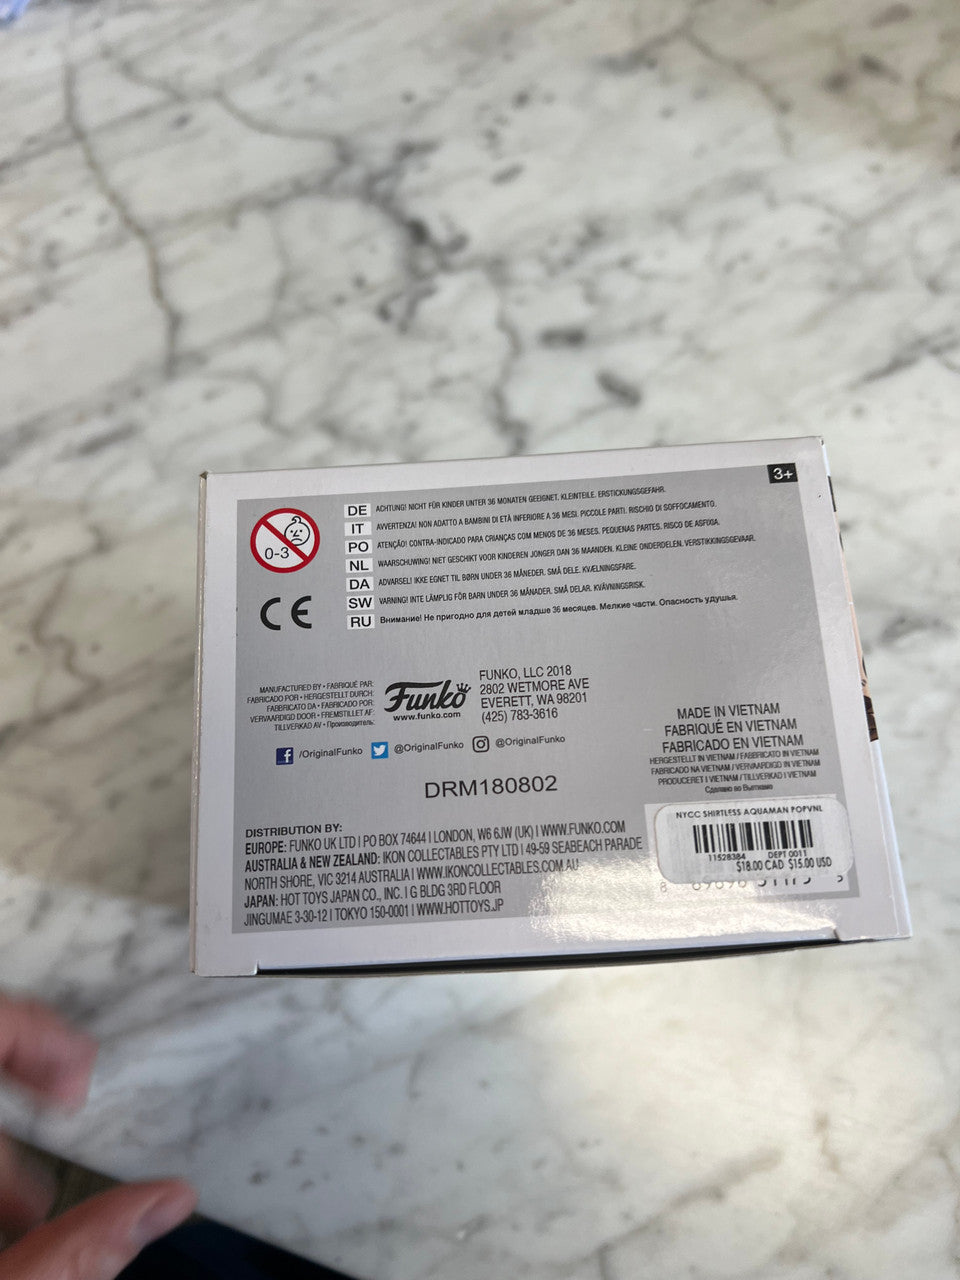 3+
0-3
DE ACHTUNG! NICHT FÜR KINDER UNTER 36 MONATEN GEEIGNET. KLEINTEILE. ERSTICKUNGSGEFAHR.
IT AVVERTENZA! NON ADATTO A BAMBINI DI ETÀ INFERIORE A 36 MESI. PICCOLE PARTI. RISCHIO DI SOFFOCAMENTO.
PO ATENÇÃO! CONTRA-INDICADO PARA CRIANÇAS COM MENOS DE 36 MESES. PEQUENAS PARTES. RISCO DE ASFIXIA.
NL WAARSCHUWING! NIET GESCHIKT VOOR KINDEREN JONGER DAN 36 MAANDEN. KLEINE ONDERDELEN. VERSTIKKINGSGEVAAR.
DA ADVARSEL! IKKE EGNET TIL BØRN UNDER 36 MÅNEDER. SMÅ DELE. KVÆLNINGSFARE.
SW VARNING! INTE LÄMPLIG FÖR BARN UNDER 36 MÅNADER. SMÅ DELAR. KVÄVNINGSRISK.
RU Внимание! Не пригодно для детей младше 36 месяцев. Мелкие части. Опасность удушья.
CE
MANUFACTURED BY • FABRIQUÉ PAR:
FABRICADO POR • HERGESTELLT DURCH:
FABBRICATO DA • FABRICADO POR:
VERVAARDIGD DOOR • FREMSTILLET AF:
TILLVERKAD AV • Производитель:
Funko
www.funko.com
FUNKO, LLC 2018
2802 WETMORE AVE
EVERETT, WA 98201
(425) 783-3616
/OriginalFunko @OriginalFunko @OriginalFunko
DRM180802
MADE IN VIETNAM
FABRIQUÉ EN VIETNAM
FABRICADO EN VIETNAM
HERGESTELLT IN VIETNAM / FABBRICATO IN VIETNAM
FABRICADO NA VIETNAM / VERVAARDIGD IN VIETNAM
PRODUCERET I VIETNAM / TILLVERKAD I VIETNAM
Сделано во Вьетнаме
DISTRIBUTION BY:
EUROPE: FUNKO UK LTD | PO BOX 74644 | LONDON, W6 6JW (UK) | WWW.FUNKO.COM
AUSTRALIA & NEW ZEALAND: IKON COLLECTABLES PTY LTD | 49-59 SEABEACH PARADE
NORTH SHORE, VIC 3214 AUSTRALIA | WWW.IKONCOLLECTABLES.COM.AU
JAPAN: HOT TOYS JAPAN CO., INC. | G BLDG 3RD FLOOR
JINGUMAE 3-30-12 | TOKYO 150-0001 | WWW.HOTTOYS.JP
NYCC SHIRTLESS AQUAMAN POPVNL
11528384 DEPT 0011
$18.00 CAD $15.00 USD